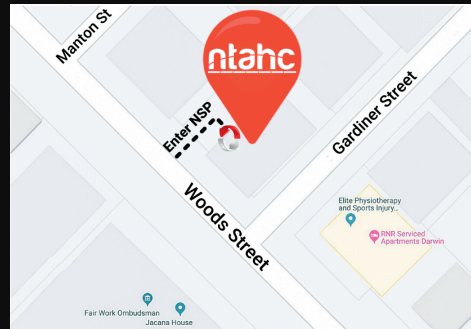 Manton St
ntahc
Enter NSP
Gardiner Street
Woods Street
Elite Physiotherapy
and Sports Injury...
RNR Serviced
Apartments Darwin
Fair Work Ombudsman
Jacana House